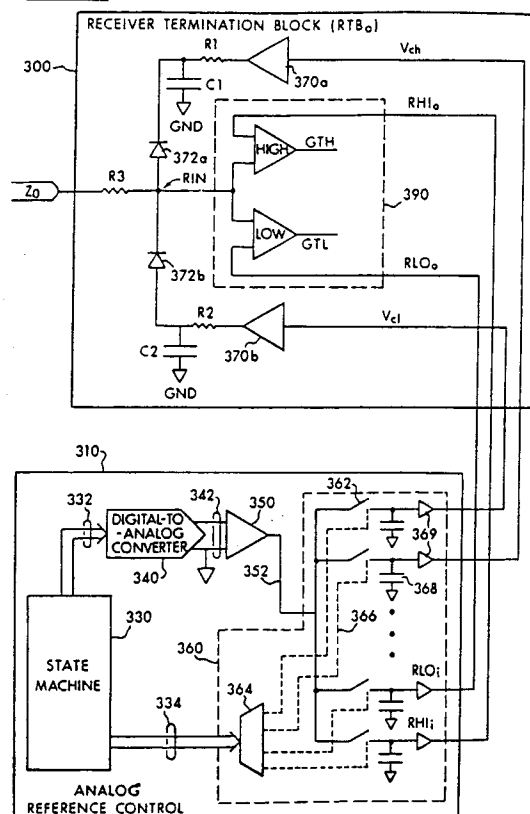 RECEIVER TERMINATION BLOCK (RTB₀)
300
R1
Vch
370a
C1
GND
RHI₀
372a
HIGH
GTH
Z₀
R3
RIN
390
LOW
GTL
372b
RLO₀
R2
Vcl
C2
370b
GND
310
332
342
350
362
DIGITAL-TO
-ANALOG
CONVERTER
340
369
352
368
330
360
366
STATE
MACHINE
364
RLOᵢ
334
RHIᵢ
ANALOG
REFERENCE CONTROL